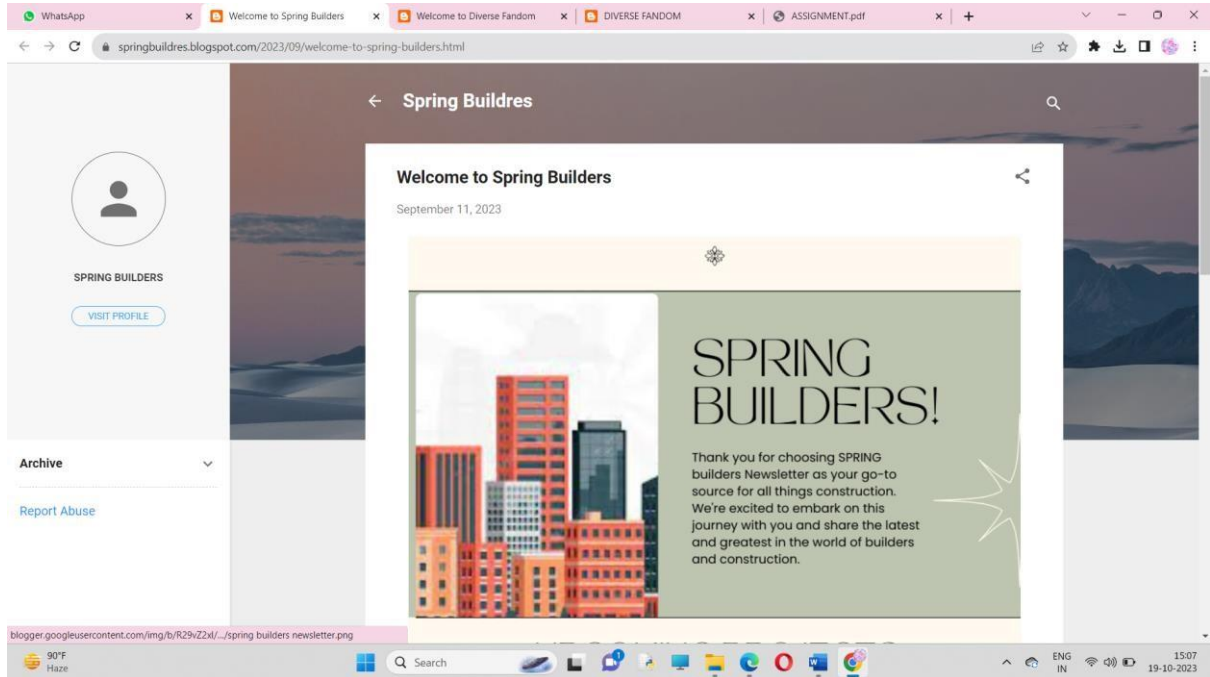 WhatsApp
Welcome to Spring Builders
Welcome to Diverse Fandom
DIVERSE FANDOM
ASSIGNMENT.pdf
springbuildres.blogspot.com/2023/09/welcome-to-spring-builders.html
Spring Buildres
SPRING BUILDERS
VISIT PROFILE
Archive
Report Abuse
Welcome to Spring Builders
September 11, 2023
SPRING
BUILDERS!
Thank you for choosing SPRING
builders Newsletter as your go-to
source for all things construction.
We're excited to embark on this
journey with you and share the latest
and greatest in the world of builders
and construction.
blogger.googleusercontent.com/img/b/R29vZ2xl/.../spring builders newsletter.png
90°F
Haze
Search
ENG
IN
15:07
19-10-2023